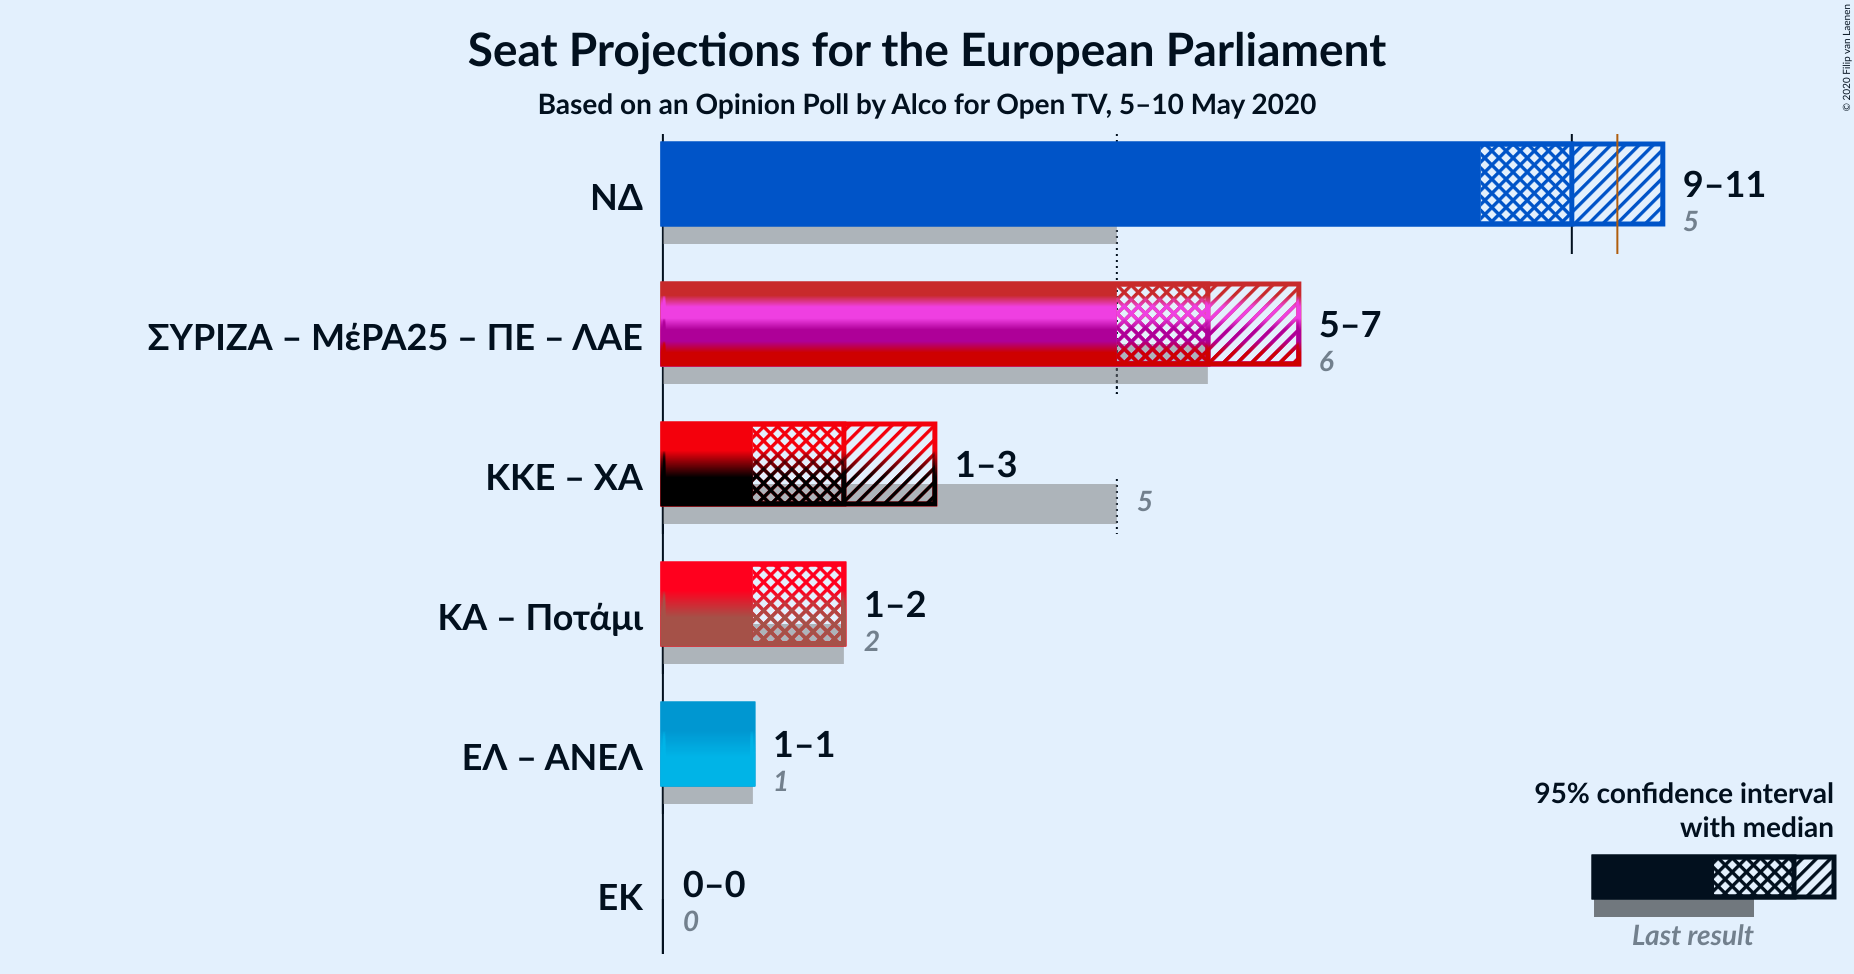 Seat Projections for the European Parliament
Based on an Opinion Poll by Alco for Open TV, 5–10 May 2020
© 2020 Filip van Laenen
ΝΔ
9–11
5
ΣΥΡΙΖΑ – ΜέΡΑ25 – ΠΕ – ΛΑΕ
5–7
6
ΚΚΕ – ΧΑ
1–3
5
ΚΑ – Ποτάμι
1–2
2
ΕΛ – ΑΝΕΛ
1–1
1
ΕΚ
0–0
0
95% confidence interval
with median
Last result